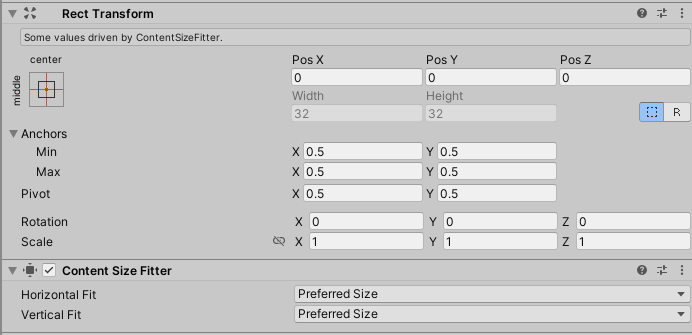 Rect Transform
Some values driven by ContentSizeFitter.
center
middle
Pos X Pos Y Pos Z
0 0 0
Width Height
32 32
R
Anchors
Min X 0.5 Y 0.5
Max X 0.5 Y 0.5
Pivot X 0.5 Y 0.5
Rotation X 0 Y 0 Z 0
Scale X 1 Y 1 Z 1
Content Size Fitter
Horizontal Fit Preferred Size
Vertical Fit Preferred Size